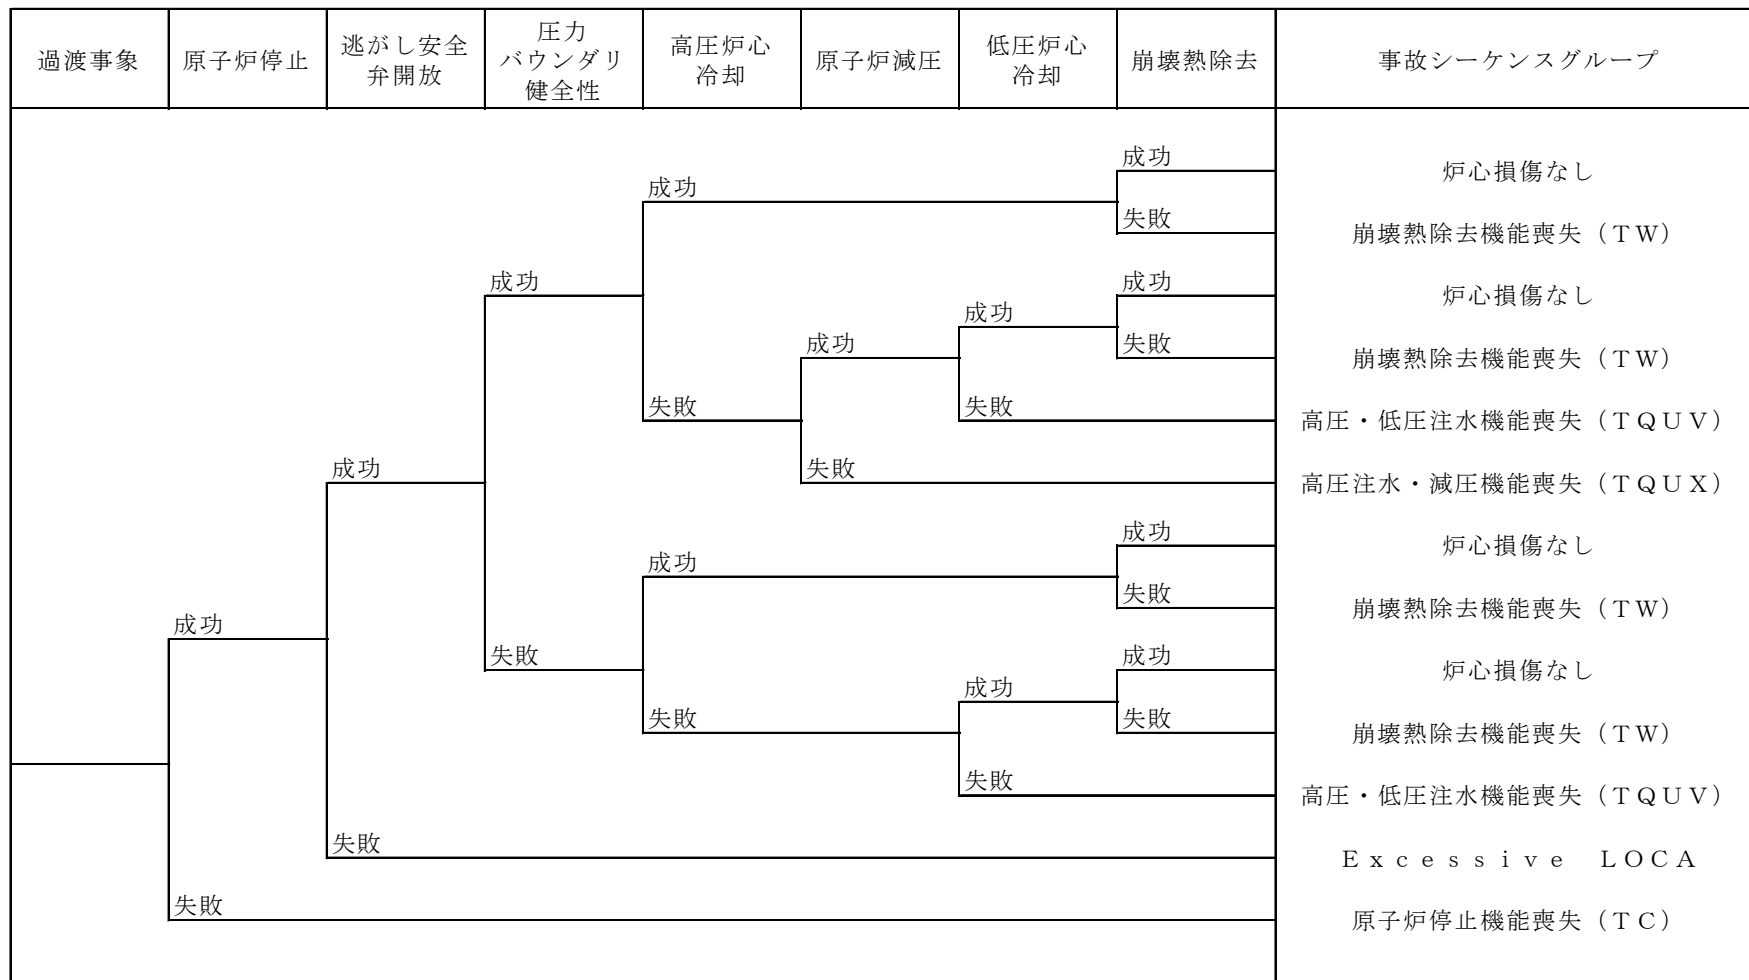 過渡事象
原子炉停止
逃がし安全
弁開放
圧力
バウンダリ
健全性
高圧炉心
冷却
原子炉減圧
低圧炉心
冷却
崩壊熱除去
事故シーケンスグループ
成功
炉心損傷なし
成功
失敗
崩壊熱除去機能喪失（ＴＷ）
成功
成功
炉心損傷なし
成功
成功
失敗
崩壊熱除去機能喪失（ＴＷ）
失敗
失敗
高圧・低圧注水機能喪失（ＴＱＵＶ）
成功
失敗
高圧注水・減圧機能喪失（ＴＱＵＸ）
成功
炉心損傷なし
成功
失敗
崩壊熱除去機能喪失（ＴＷ）
成功
失敗
成功
炉心損傷なし
成功
失敗
失敗
崩壊熱除去機能喪失（ＴＷ）
失敗
高圧・低圧注水機能喪失（ＴＱＵＶ）
失敗
Ｅｘｃｅｓｓｉｖｅ　ＬＯＣＡ
失敗
原子炉停止機能喪失（ＴＣ）